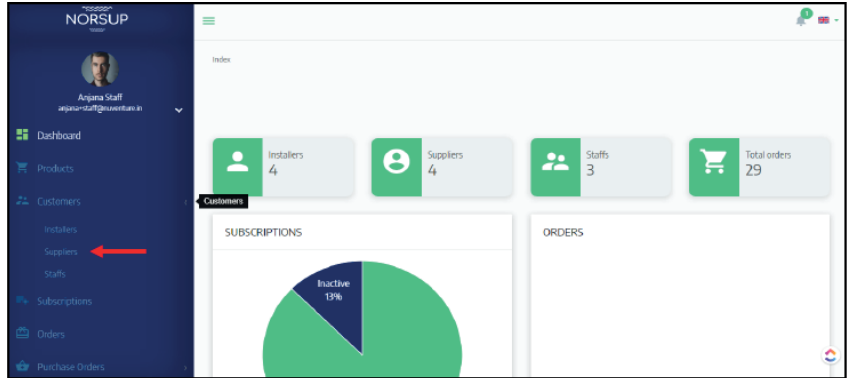 NORSUP
1
Index
Anjana Staff
anjana+staff@nuventure.in
Dashboard
Products
Customers
Customers
Installers
Suppliers
Staffs
Subscriptions
Orders
Purchase Orders
Installers
4
Suppliers
4
Staffs
3
Total orders
29
SUBSCRIPTIONS
Inactive
13%
ORDERS